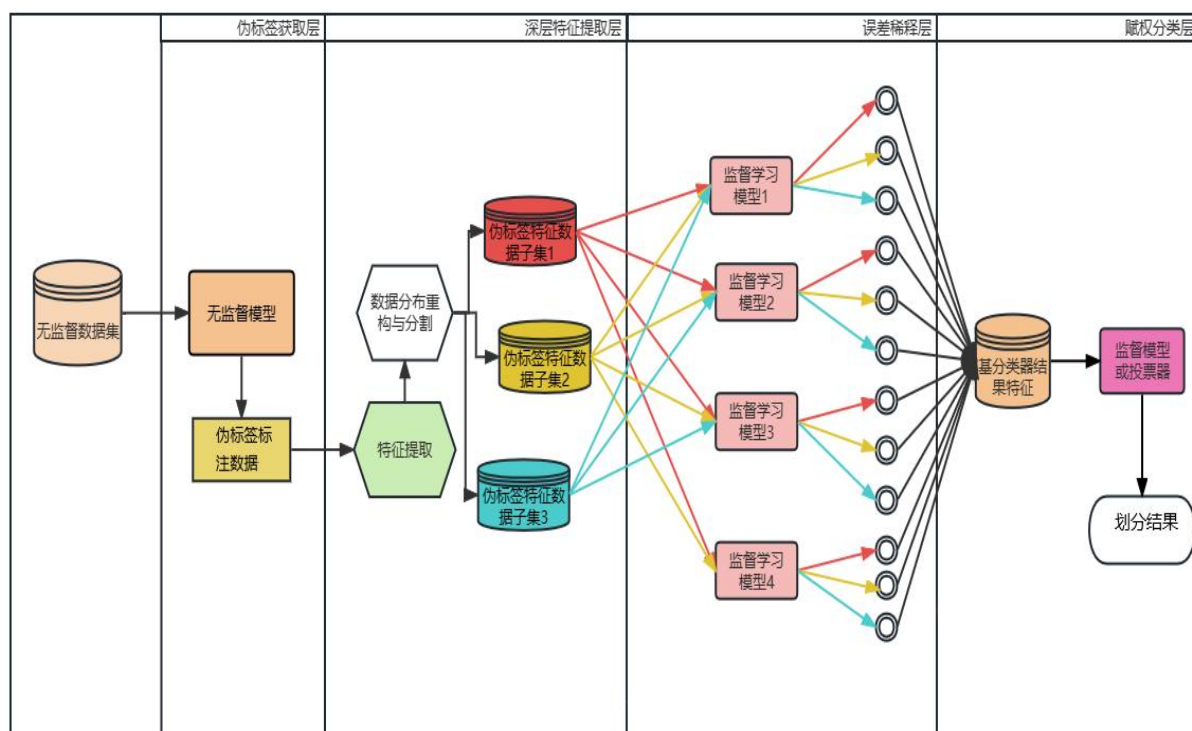 伪标签获取层
深层特征提取层
误差稀释层
赋权分类层
无监督数据集
无监督模型
伪标签标
注数据
数据分布重
构与分割
特征提取
伪标签特征数
据子集1
伪标签特征数
据子集2
伪标签特征数
据子集3
监督学习
模型1
监督学习
模型2
监督学习
模型3
监督学习
模型4
基分类器结
果特征
监督模型
或投票器
划分结果